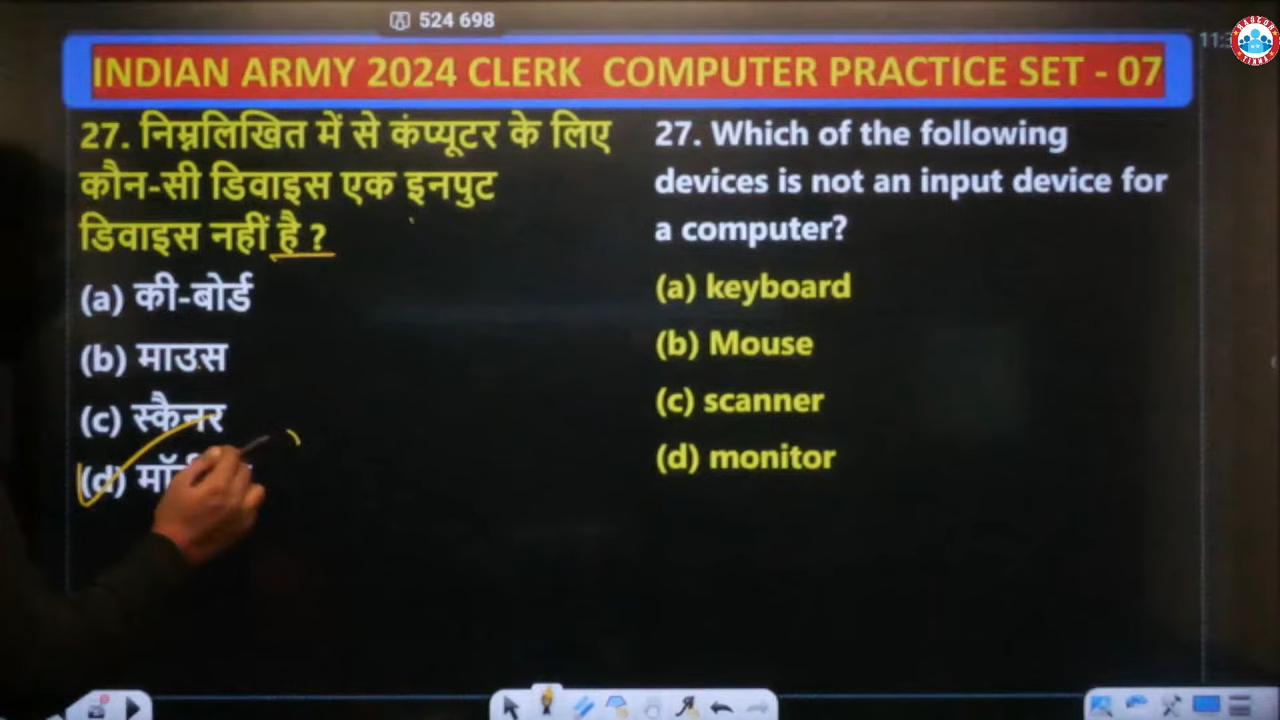 524 698
INDIAN ARMY 2024 CLERK COMPUTER PRACTICE SET - 07
27. निम्नलिखित में से कंप्यूटर के लिए
कौन-सी डिवाइस एक इनपुट
डिवाइस नहीं है ?
(a) की-बोर्ड
(b) माउस
(c) स्कैनर
(d)
27. Which of the following
devices is not an input device for
a computer?
(a) keyboard
(b) Mouse
(c) scanner
(d) monitor